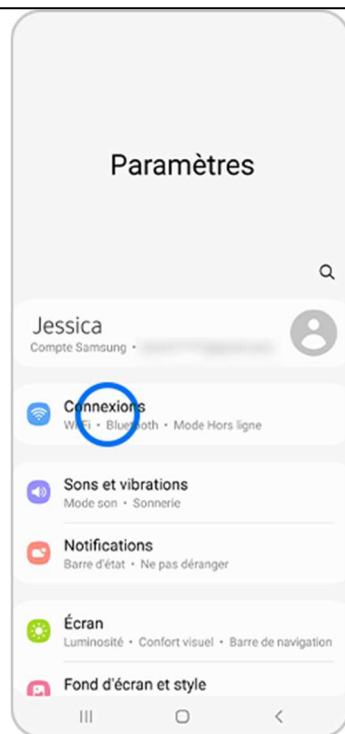 Paramètres
Jessica
Compte Samsung •
Connexions
Wi-Fi • Bluetooth • Mode Hors ligne
Sons et vibrations
Mode son • Sonnerie
Notifications
Barre d'état • Ne pas déranger
Écran
Luminosité • Confort visuel • Barre de navigation
Fond d'écran et style